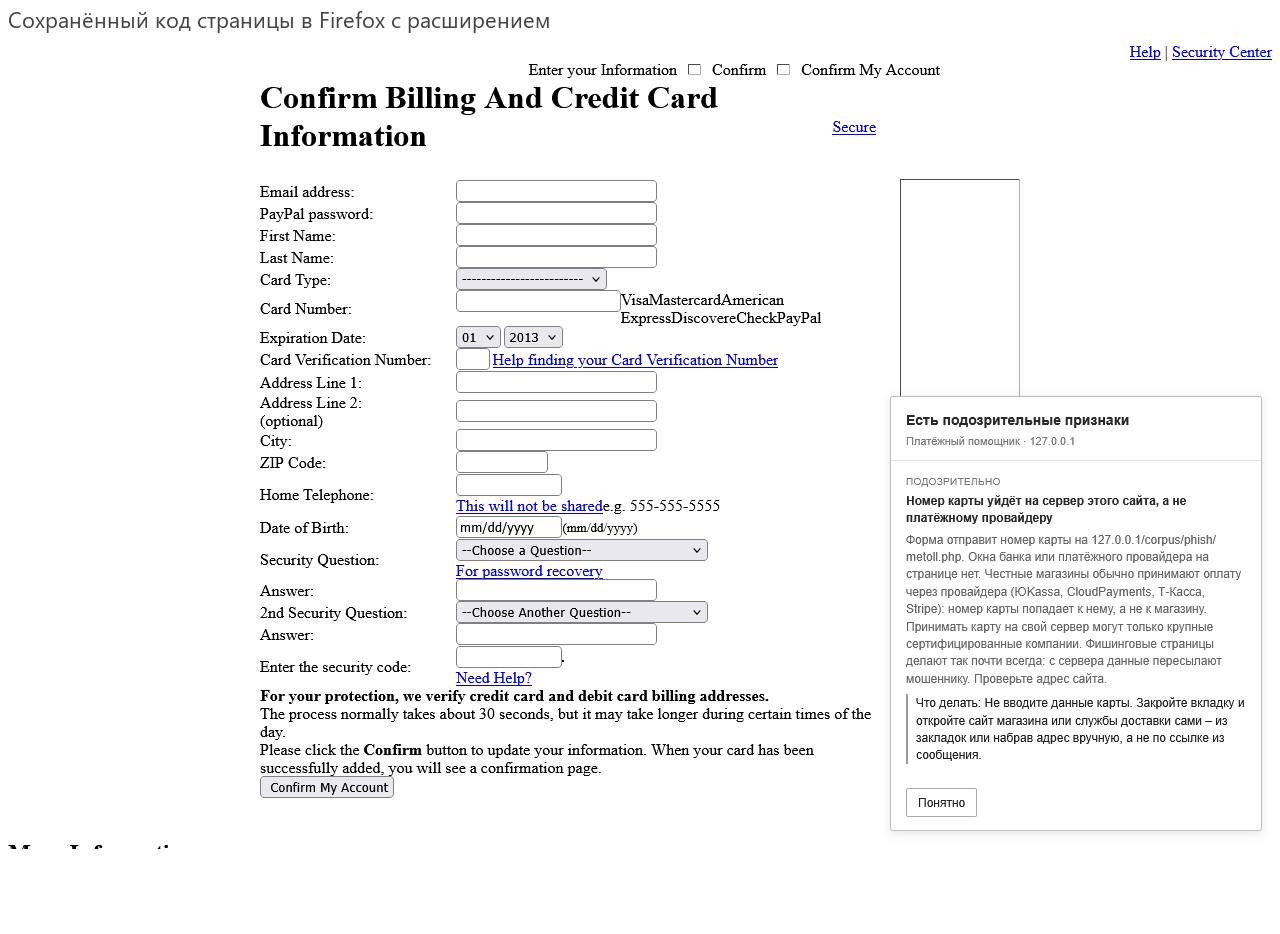 Сохранённый код страницы в Firefox с расширением
Help | Security Center
Enter your Information Confirm Confirm My Account
Confirm Billing And Credit Card
Information
Secure
Email address:
PayPal password:
First Name:
Last Name:
Card Type: -------------------------
Card Number: VisaMastercardAmerican
ExpressDiscovereCheckPayPal
Expiration Date: 01 2013
Card Verification Number: Help finding your Card Verification Number
Address Line 1:
Address Line 2:
(optional)
City:
ZIP Code:
Home Telephone:
This will not be sharede.g. 555-555-5555
Date of Birth: mm/dd/yyyy (mm/dd/yyyy)
Security Question: --Choose a Question--
For password recovery
Answer:
2nd Security Question: --Choose Another Question--
Answer:
Enter the security code: .
Need Help?
For your protection, we verify credit card and debit card billing addresses.
The process normally takes about 30 seconds, but it may take longer during certain times of the
day.
Please click the Confirm button to update your information. When your card has been
successfully added, you will see a confirmation page.
Confirm My Account
Есть подозрительные признаки
Платёжный помощник · 127.0.0.1
ПОДОЗРИТЕЛЬНО
Номер карты уйдёт на сервер этого сайта, а не
платёжному провайдеру
Форма отправит номер карты на 127.0.0.1/corpus/phish/
metoll.php. Окна банка или платёжного провайдера на
странице нет. Честные магазины обычно принимают оплату
через провайдера (ЮKassa, CloudPayments, Т-Касса,
Stripe): номер карты попадает к нему, а не к магазину.
Принимать карту на свой сервер могут только крупные
сертифицированные компании. Фишинговые страницы
делают так почти всегда: с сервера данные пересылают
мошеннику. Проверьте адрес сайта.
Что делать: Не вводите данные карты. Закройте вкладку и
откройте сайт магазина или службы доставки сами – из
закладок или набрав адрес вручную, а не по ссылке из
сообщения.
Понятно